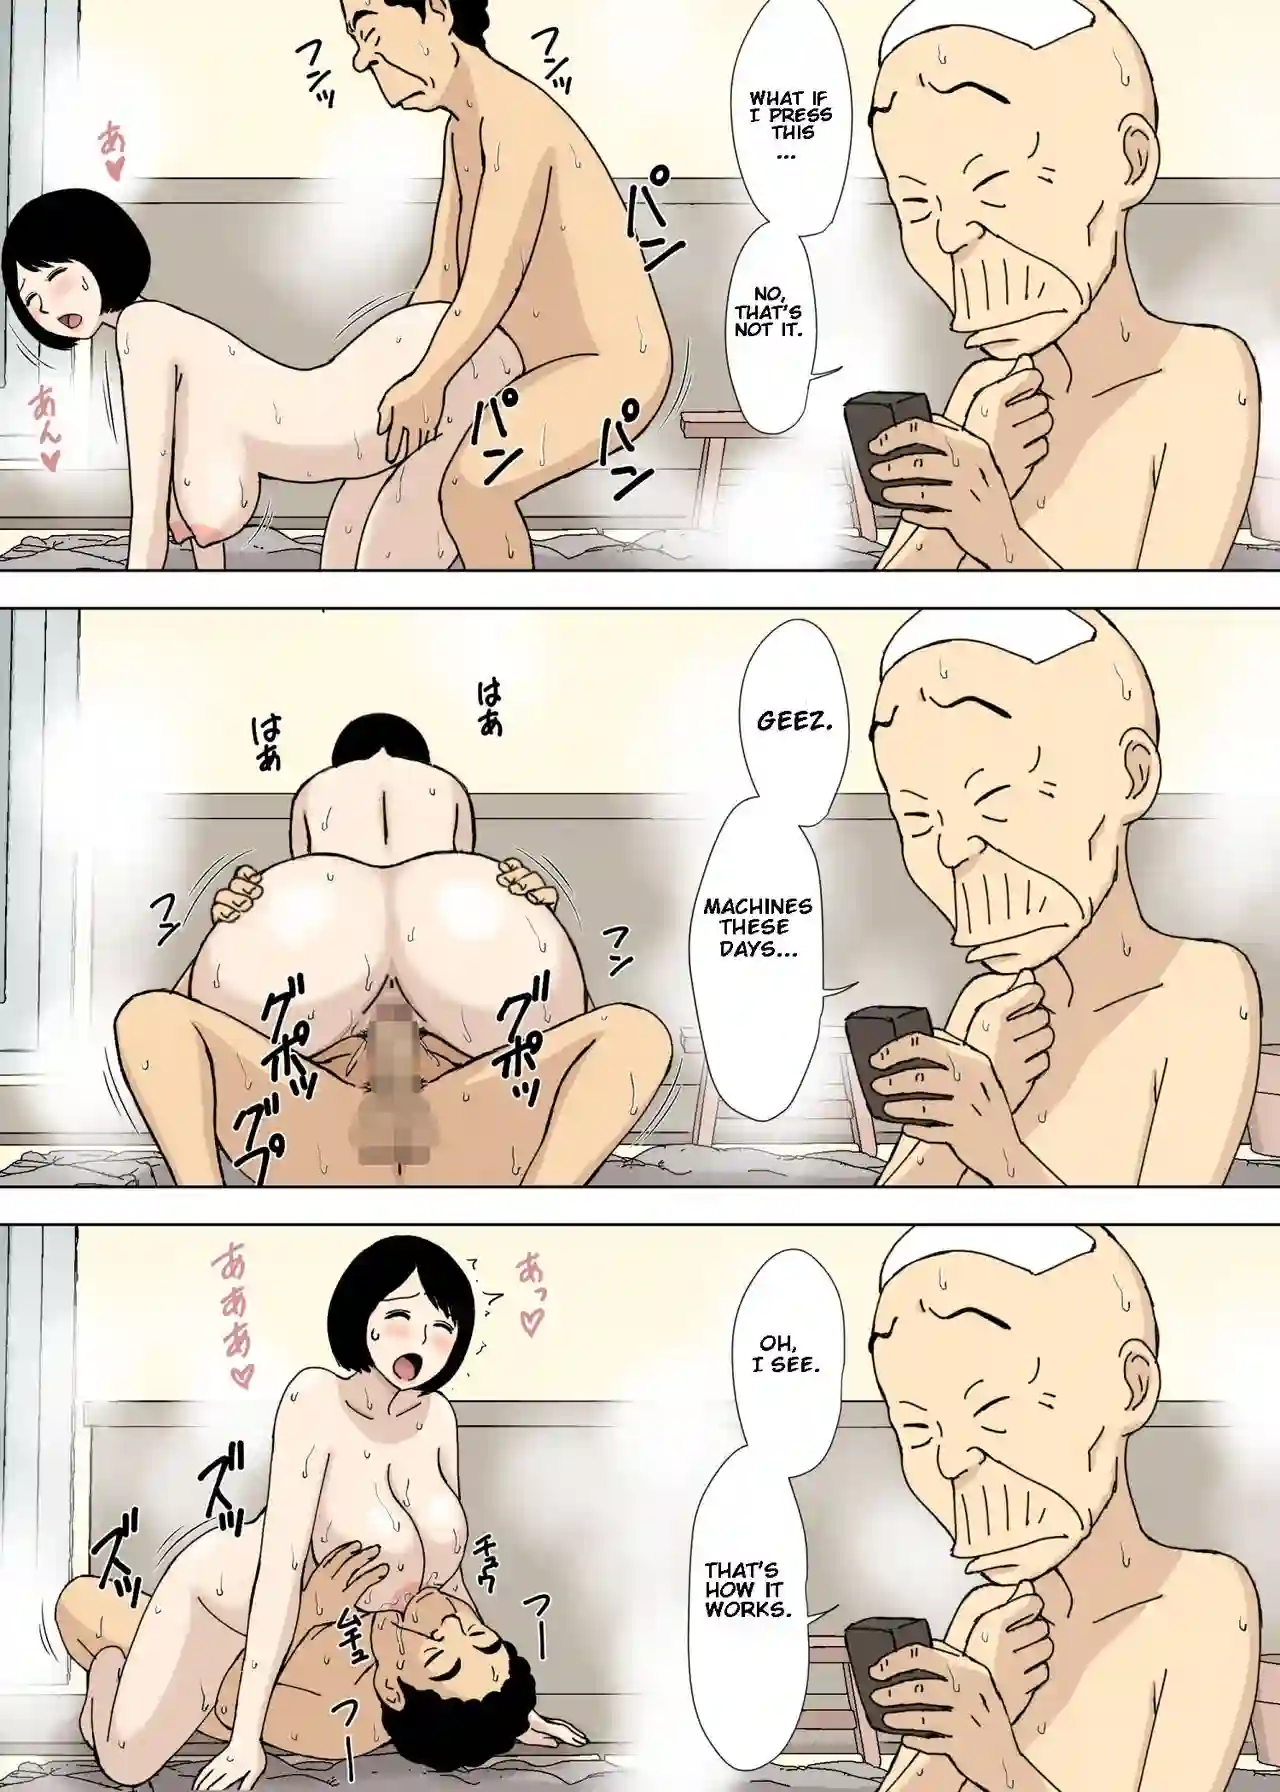 フンッ
フンッ
あ♥
あん♥
パン
パン
パン
WHAT IF
I PRESS
THIS
...
NO,
THAT'S
NOT IT.
はぁ
はぁ
フン
フン
グポッ
グポッ
グプ
GEEZ.
MACHINES
THESE
DAYS...
あぁああ♡
あっ♡
ズッ
ズッ
チュウ
ムチュ
フー
フー
OH,
I SEE.
THAT'S
HOW IT
WORKS.